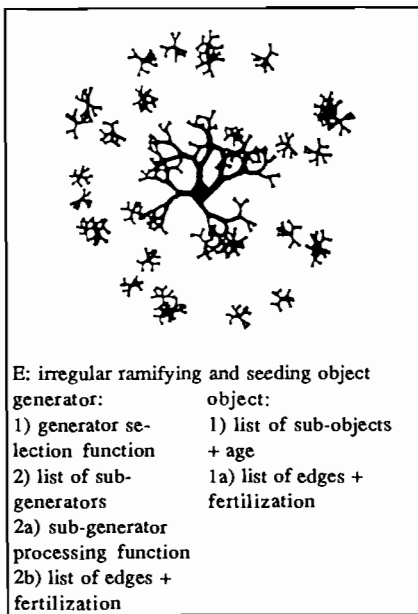 E: irregular ramifying and seeding object
generator:
1) generator se-
lection function
2) list of sub-
generators
2a) sub-generator
processing function
2b) list of edges +
fertilization
object:
1) list of sub-objects
+ age
1a) list of edges +
fertilization